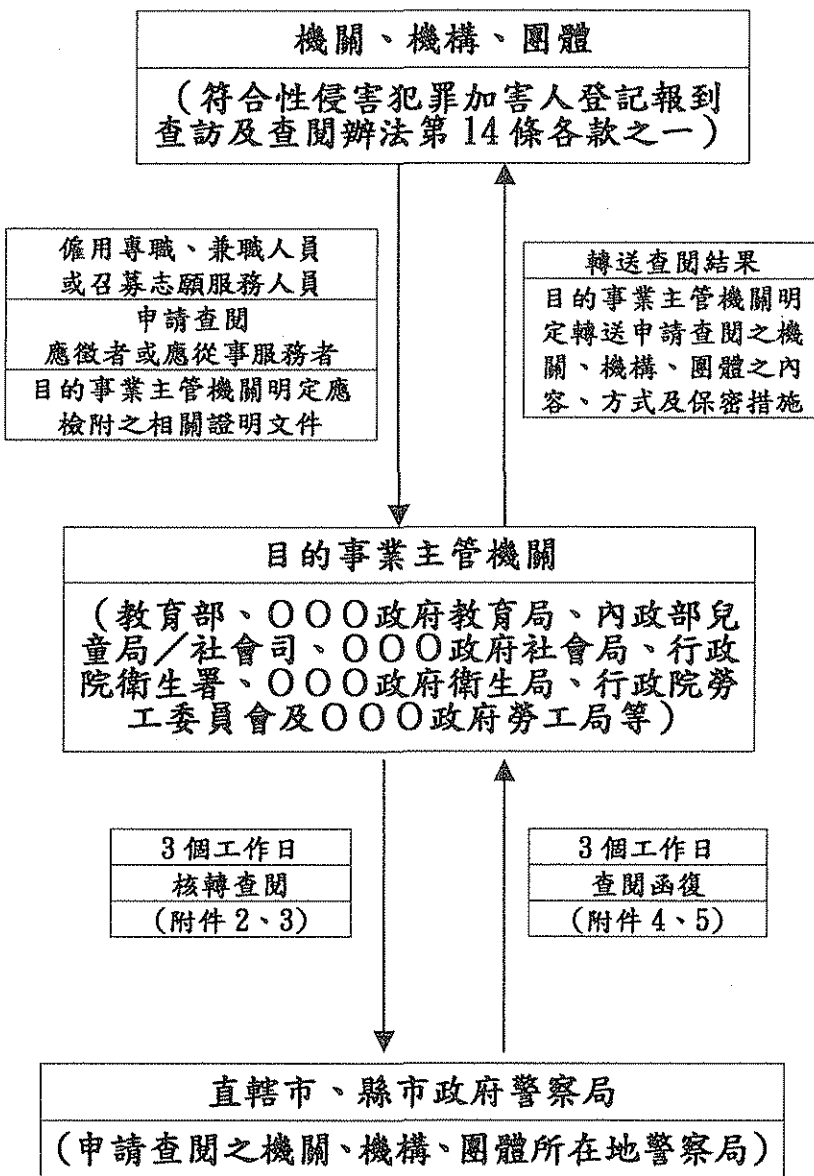 機關、機構、團體
（符合性侵害犯罪加害人登記報到
查訪及查閱辦法第14條各款之一）
僱用專職、兼職人員
或召募志願服務人員
申請查閱
應徵者或應從事服務者
目的事業主管機關明定應
檢附之相關證明文件
轉送查閱結果
目的事業主管機關明
定轉送申請查閱之機
關、機構、團體之內
容、方式及保密措施
目的事業主管機關
（教育部、○○○政府教育局、內政部兒
童局／社會司、○○○政府社會局、行政
院衛生署、○○○政府衛生局、行政院勞
工委員會及○○○政府勞工局等）
3個工作日
核轉查閱
(附件2、3)
3個工作日
查閱函復
(附件4、5)
直轄市、縣市政府警察局
（申請查閱之機關、機構、團體所在地警察局）